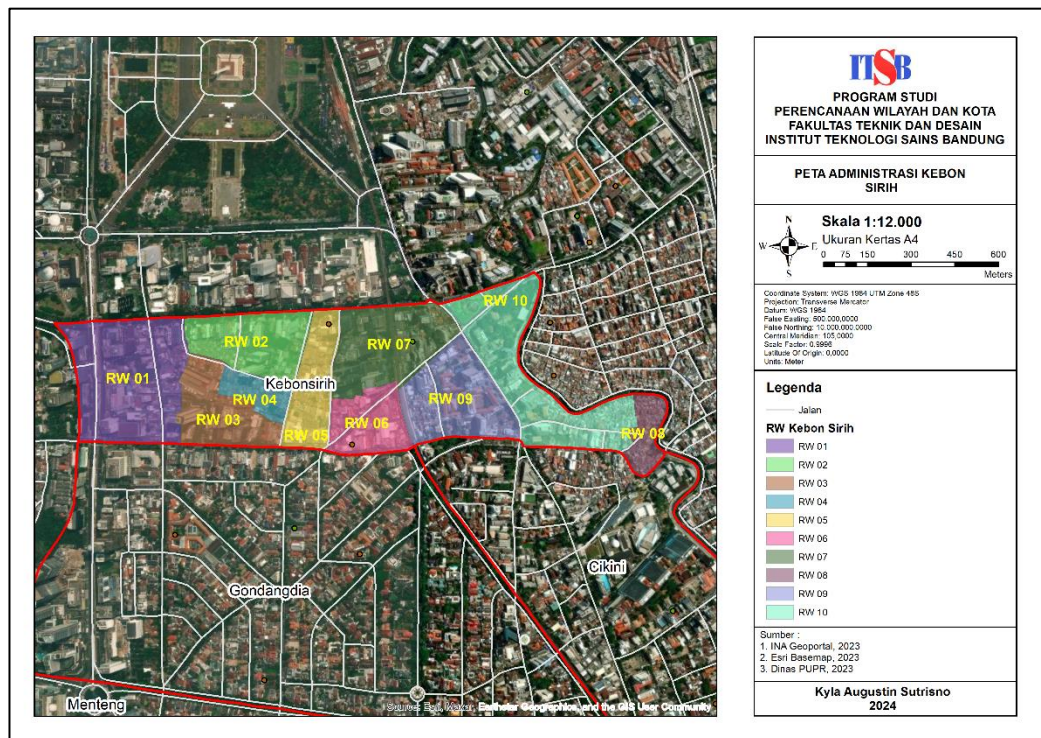 RW 10
RW 07
RW 02
Kebonsirih
RW 01
RW 04
RW 09
RW 03
RW 05
RW 06
RW 08
Cikini
Gondangdia
Menteng
Source: Esri, Maxar, Earthstar Geographics, and the GIS User Community
ITSB
PROGRAM STUDI
PERENCANAAN WILAYAH DAN KOTA
FAKULTAS TEKNIK DAN DESAIN
INSTITUT TEKNOLOGI SAINS BANDUNG
PETA ADMINISTRASI KEBON
SIRIH
N
W E
S
Skala 1:12.000
Ukuran Kertas A4
0 75 150 300 450 600
Meters
Coordinate System: WGS 1984 UTM Zone 48S
Projection: Transverse Mercator
Datum: WGS 1984
False Easting: 500.000,0000
False Northing: 10.000.000,0000
Central Meridian: 105,0000
Scale Factor: 0,9996
Latitude Of Origin: 0,0000
Units: Meter
Legenda
Jalan
RW Kebon Sirih
RW 01
RW 02
RW 03
RW 04
RW 05
RW 06
RW 07
RW 08
RW 09
RW 10
Sumber :
1. INA Geoportal, 2023
2. Esri Basemap, 2023
3. Dinas PUPR, 2023
Kyla Augustin Sutrisno
2024